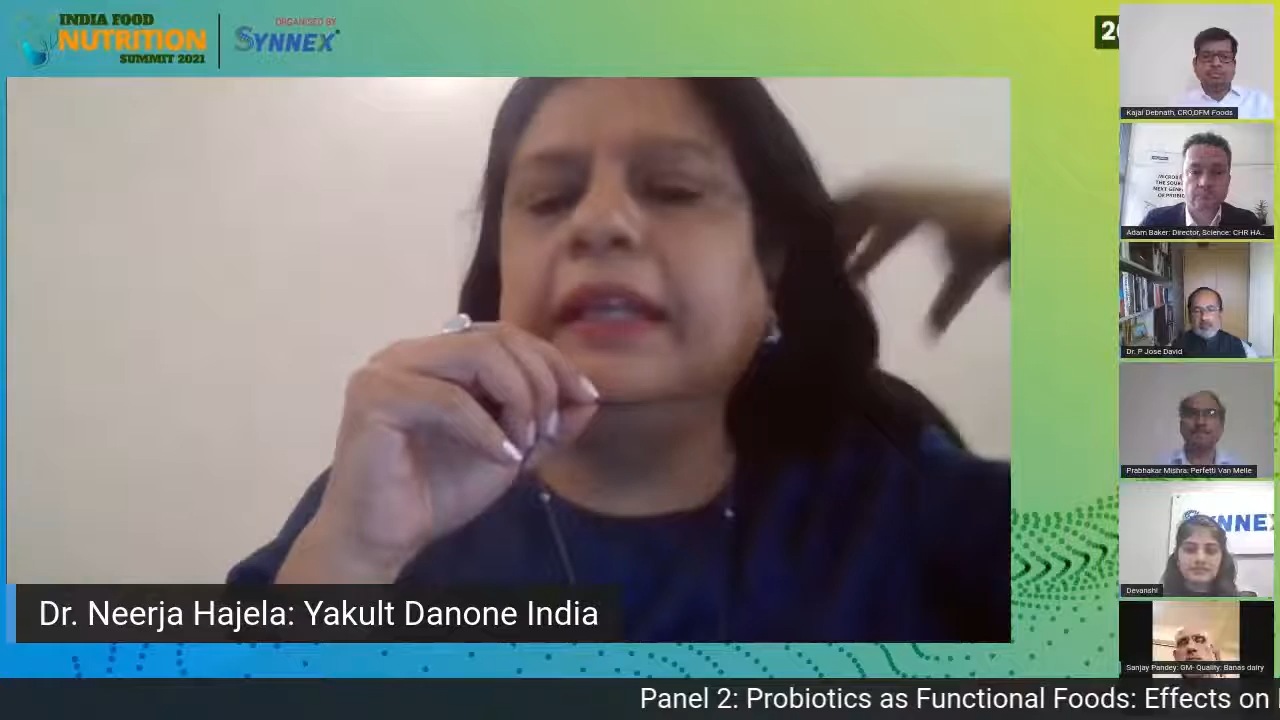 INDIA FOOD
NUTRITION
SUMMIT 2021
ORGANISED BY
SYNNEX
Kajal Debnath, CRO,DFM Foods
Adam Baker: Director, Science: CHR HA..
Dr. P Jose David
Prabhakar Mishra: Perfetti Van Melle
Devanshi
Sanjay Pandey: GM- Quality: Banas dairy
Dr. Neerja Hajela: Yakult Danone India
Panel 2: Probiotics as Functional Foods: Effects on